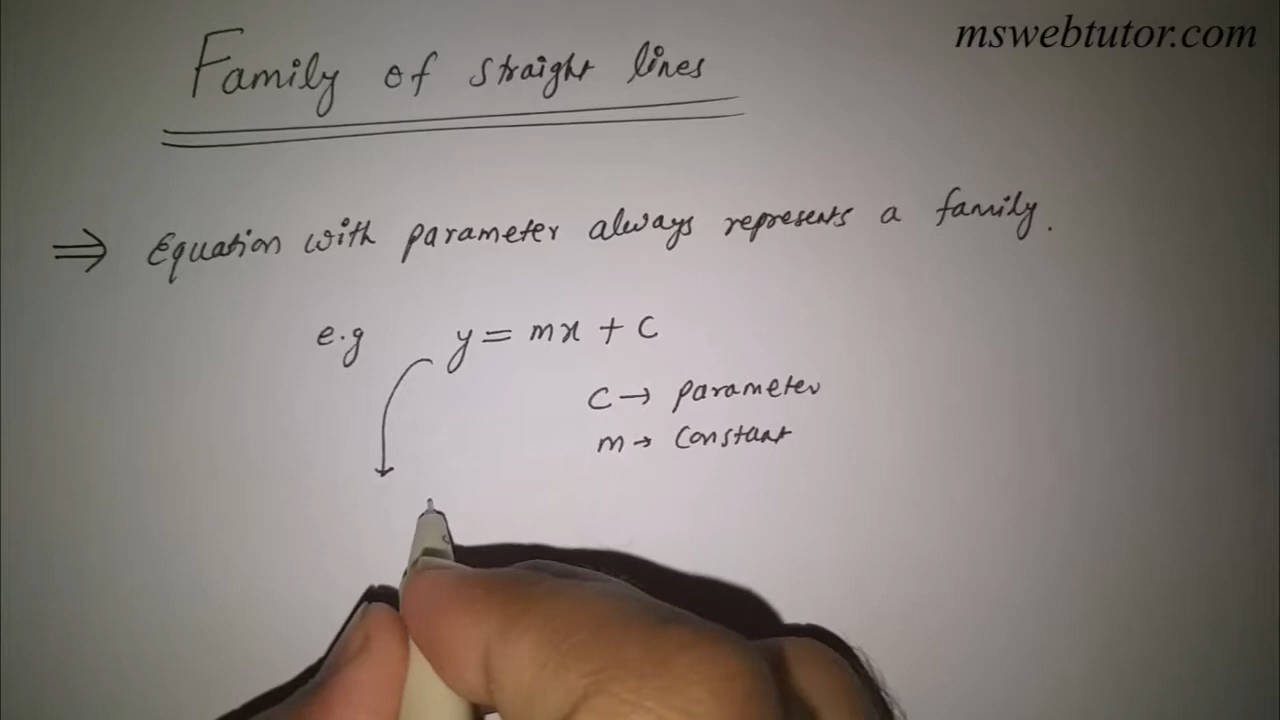 mswebtutor.com
Family of straight lines
⇒ Equation with parameter always represents a family.
e.g y = mx + c
c → parameter
m → constant